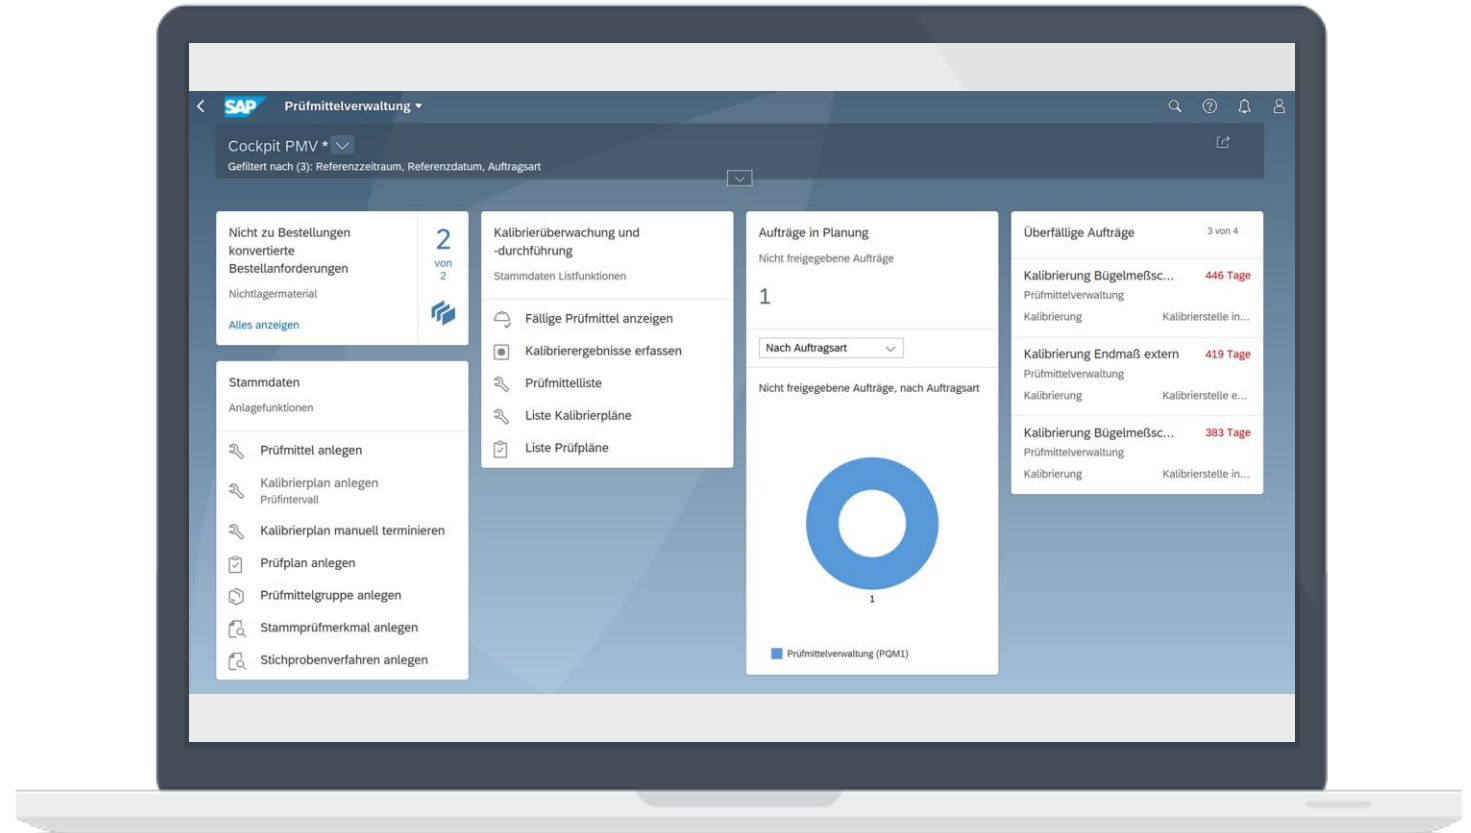 SAP Prüfmittelverwaltung
Cockpit PMV *
Gefiltert nach (3): Referenzzeitraum, Referenzdatum, Auftragsart
Nicht zu Bestellungen
konvertierte
Bestellanforderungen
Nichtlagermaterial
Alles anzeigen
2
von
2
Stammdaten
Anlagefunktionen
Prüfmittel anlegen
Kalibrierplan anlegen
Prüfintervall
Kalibrierplan manuell terminieren
Prüfplan anlegen
Prüfmittelgruppe anlegen
Stammprüfmerkmal anlegen
Stichprobenverfahren anlegen
Kalibrierüberwachung und
-durchführung
Stammdaten Listfunktionen
Fällige Prüfmittel anzeigen
Kalibrierergebnisse erfassen
Prüfmittelliste
Liste Kalibrierpläne
Liste Prüfpläne
Aufträge in Planung
Nicht freigegebene Aufträge
1
Nach Auftragsart
Nicht freigegebene Aufträge, nach Auftragsart
1
Prüfmittelverwaltung (PQM1)
Überfällige Aufträge 3 von 4
Kalibrierung Bügelmeßsc... 446 Tage
Prüfmittelverwaltung
Kalibrierung Kalibrierstelle in...
Kalibrierung Endmaß extern 419 Tage
Prüfmittelverwaltung
Kalibrierung Kalibrierstelle e...
Kalibrierung Bügelmeßsc... 383 Tage
Prüfmittelverwaltung
Kalibrierung Kalibrierstelle in...